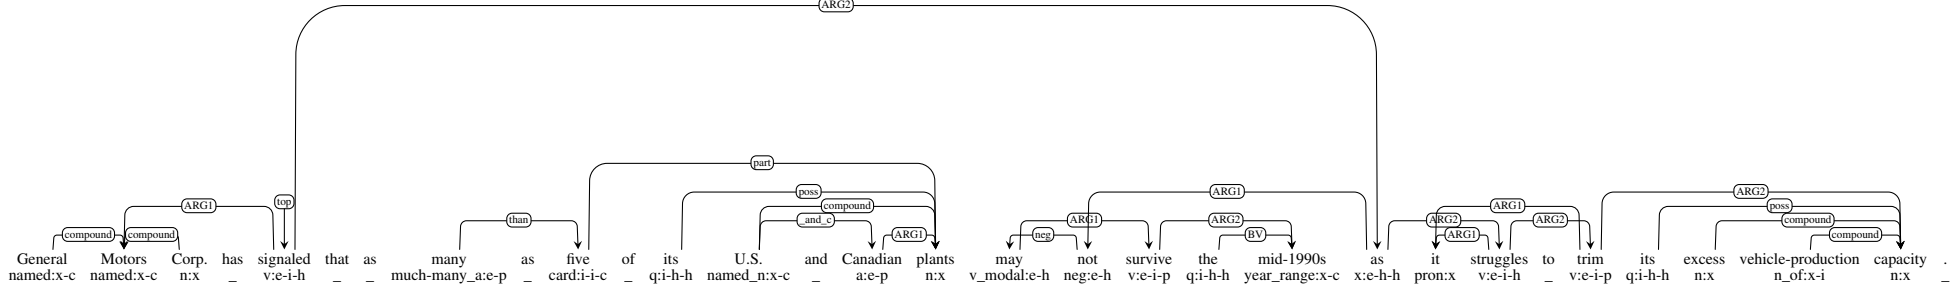 ARG2
part
ARG1 top poss ARG1 ARG2
compound ARG1 poss
than _and_c ARG1 ARG2 ARG2 ARG2 compound
compound compound ARG1 neg BV ARG1 compound
General Motors Corp. has signaled that as many as five of its U.S. and Canadian plants may not survive the mid-1990s as it struggles to trim its excess vehicle-production capacity .
named:x-c named:x-c n:x _ v:e-i-h _ _ much-many_a:e-p _ card:i-i-c _ q:i-h-h named_n:x-c _ a:e-p n:x v_modal:e-h neg:e-h v:e-i-p q:i-h-h year_range:x-c x:e-h-h pron:x v:e-i-h _ v:e-i-p q:i-h-h n:x n_of:x-i n:x _